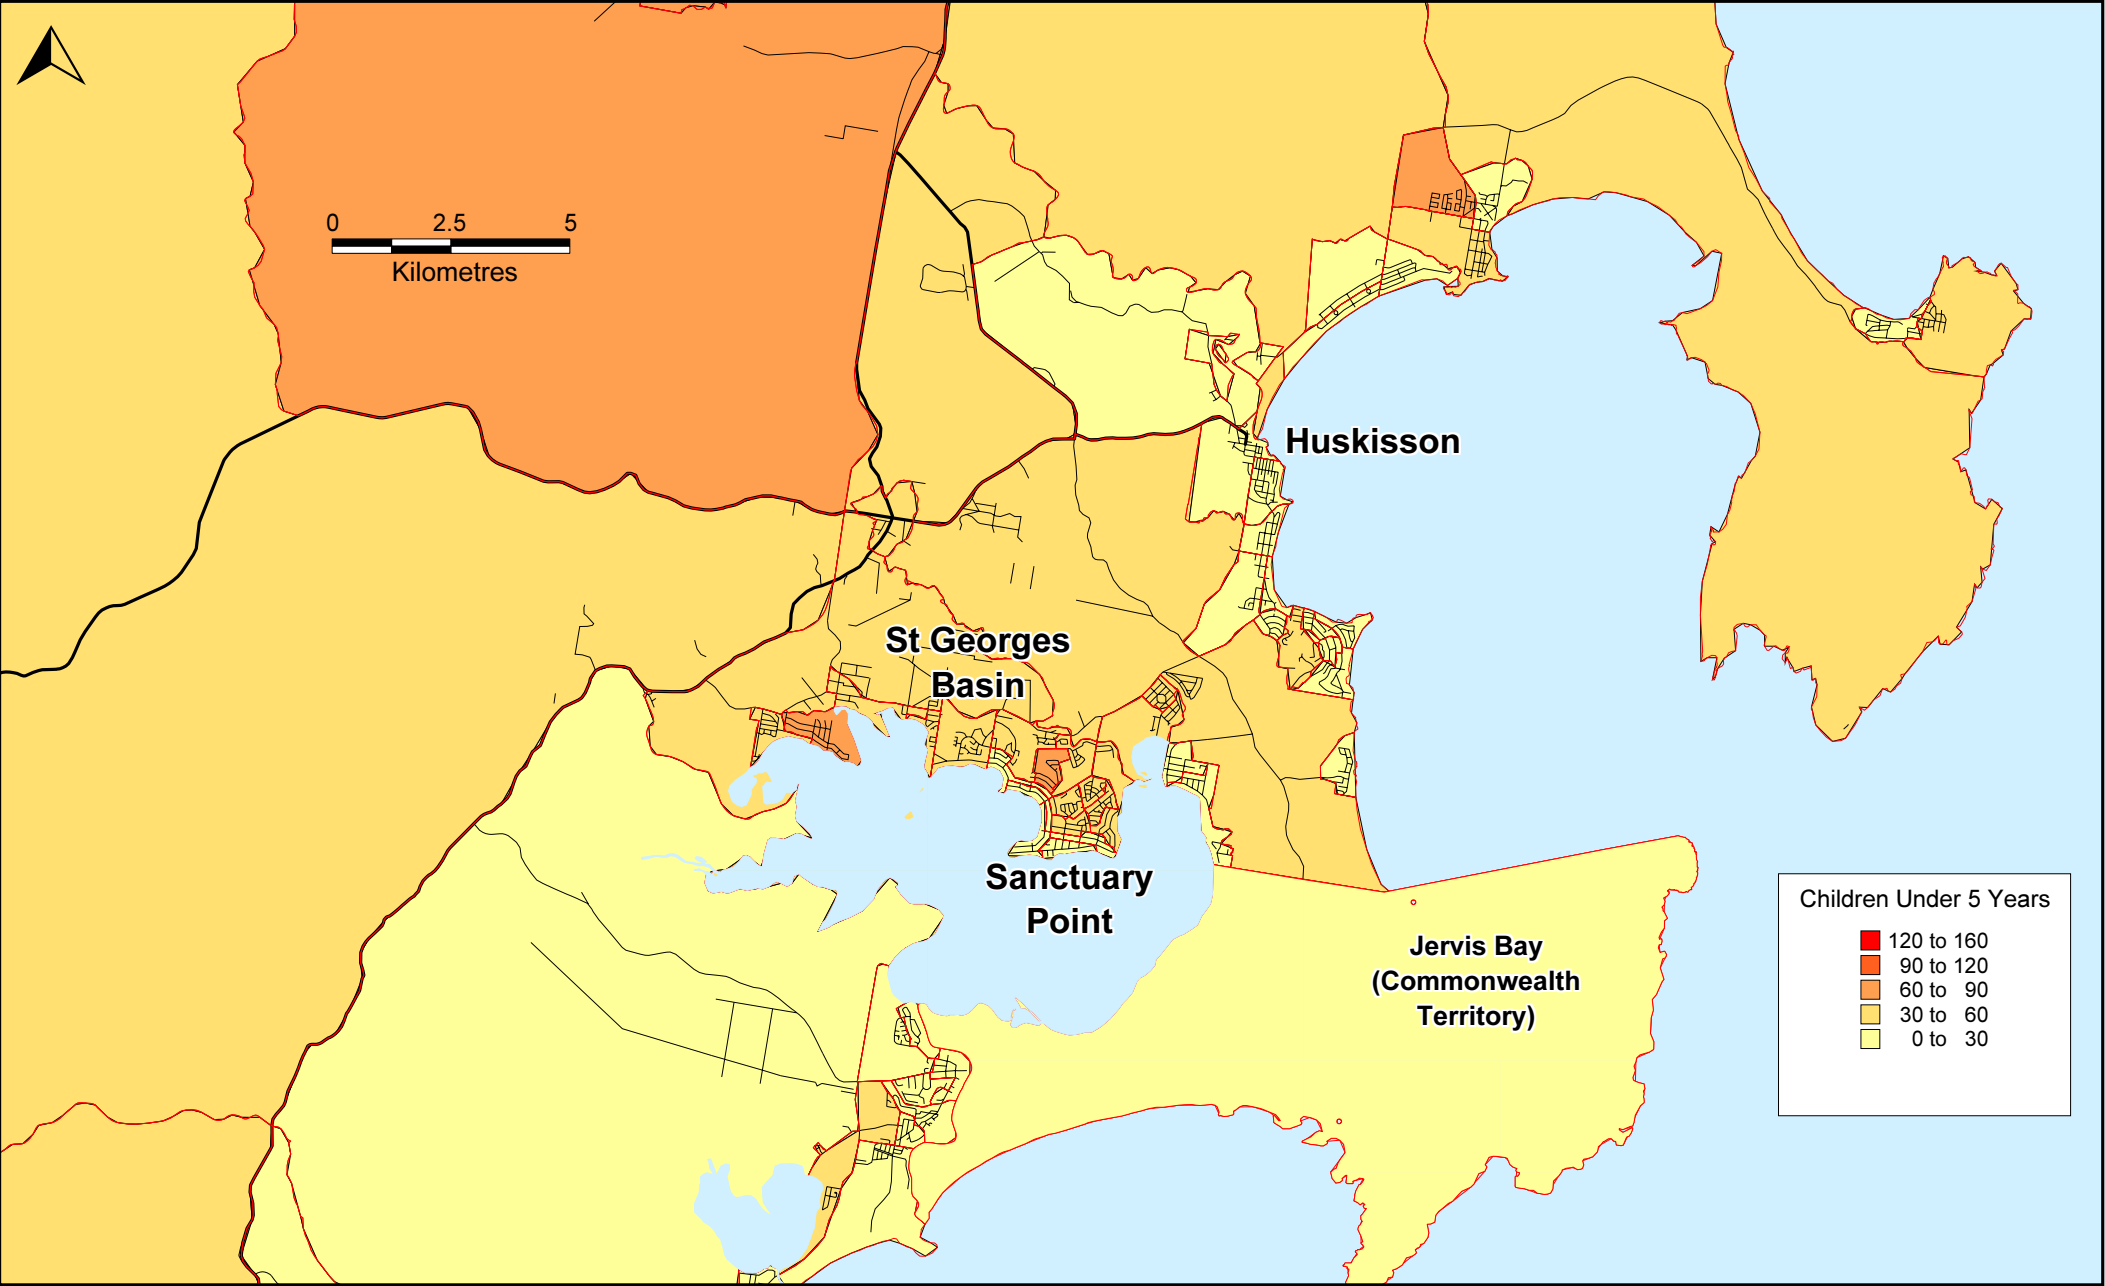 0 2.5 5
Kilometres
Huskisson
St Georges
Basin
Sanctuary
Point
Jervis Bay
(Commonwealth
Territory)
Children Under 5 Years
120 to 160
90 to 120
60 to 90
30 to 60
0 to 30